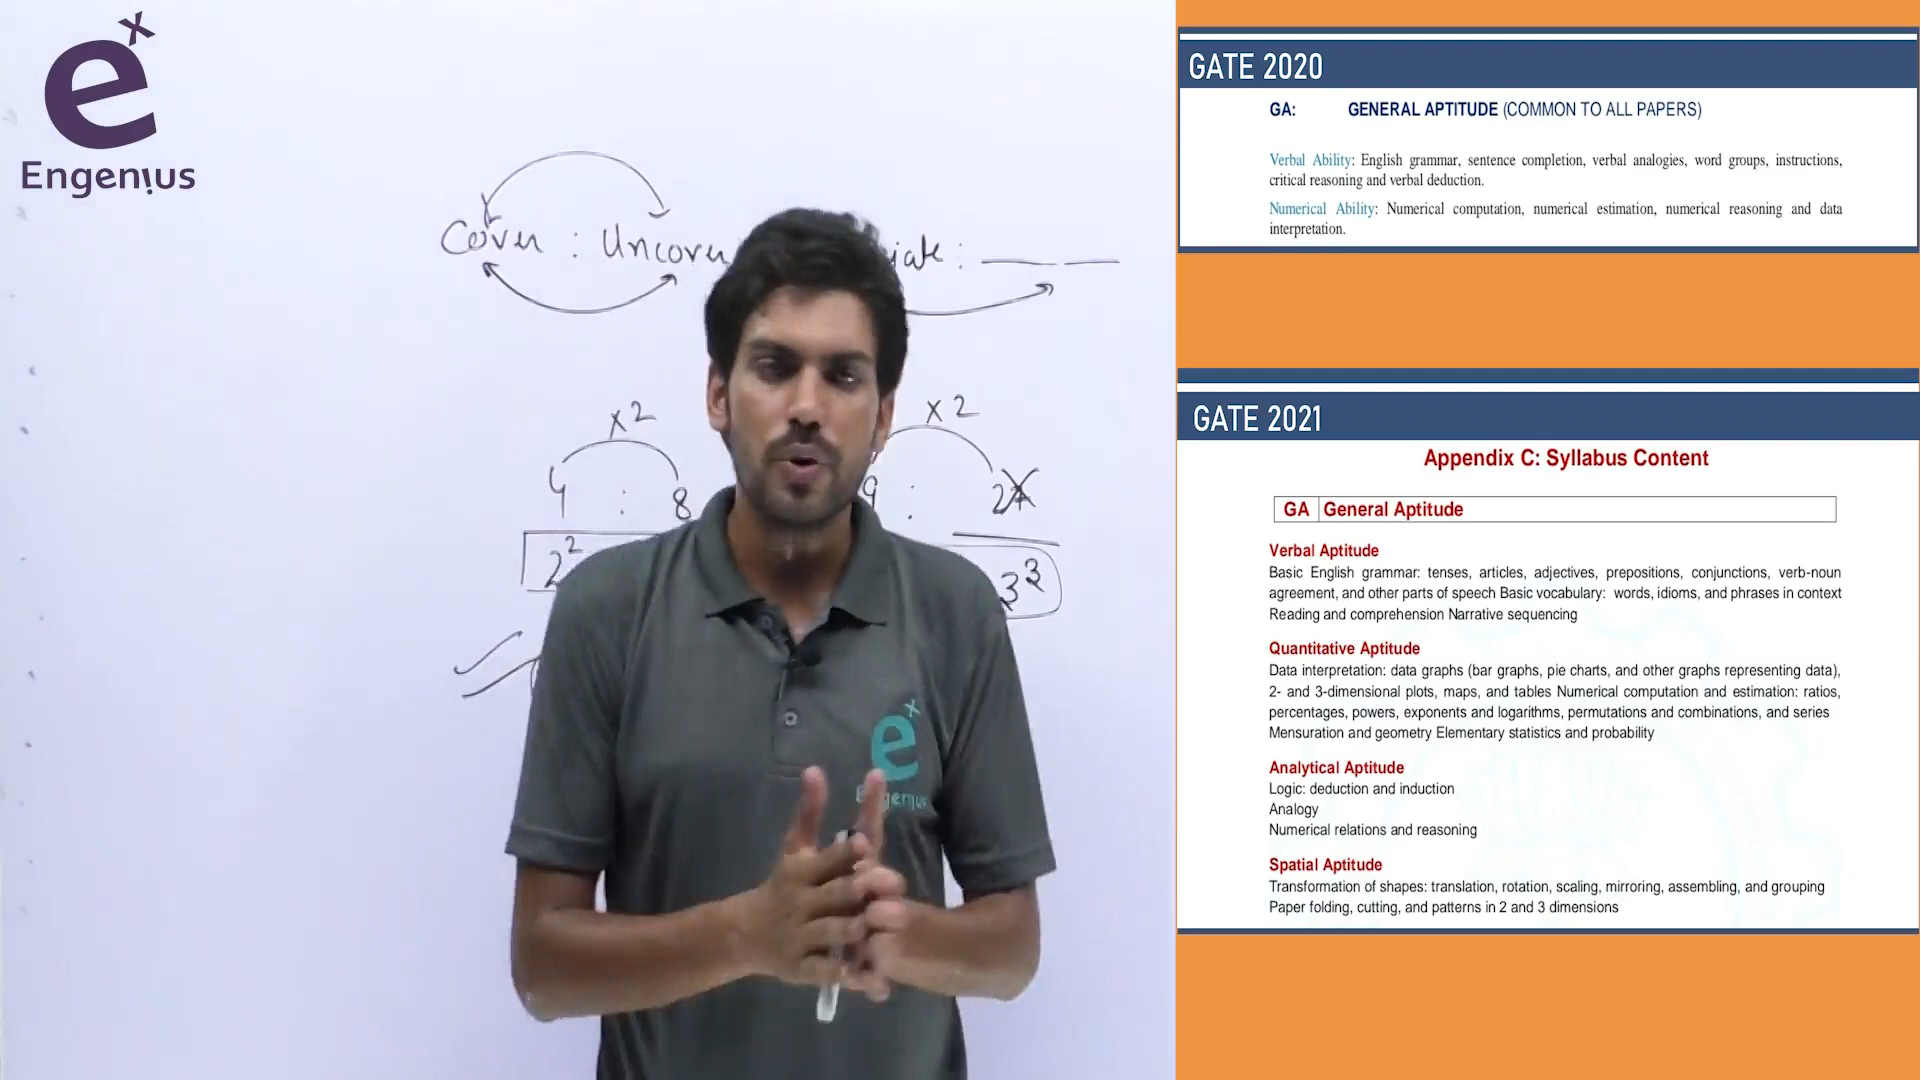 ex
Engenius
Cover : Uncover iate : __ __
x2 x2
4 : 8 9 : 27
2² 3³
ex
Engenius
GATE 2020
GA: GENERAL APTITUDE (COMMON TO ALL PAPERS)
Verbal Ability: English grammar, sentence completion, verbal analogies, word groups, instructions,
critical reasoning and verbal deduction.
Numerical Ability: Numerical computation, numerical estimation, numerical reasoning and data
interpretation.
GATE 2021
Appendix C: Syllabus Content
GA General Aptitude
Verbal Aptitude
Basic English grammar: tenses, articles, adjectives, prepositions, conjunctions, verb-noun
agreement, and other parts of speech Basic vocabulary: words, idioms, and phrases in context
Reading and comprehension Narrative sequencing
Quantitative Aptitude
Data interpretation: data graphs (bar graphs, pie charts, and other graphs representing data),
2- and 3-dimensional plots, maps, and tables Numerical computation and estimation: ratios,
percentages, powers, exponents and logarithms, permutations and combinations, and series
Mensuration and geometry Elementary statistics and probability
Analytical Aptitude
Logic: deduction and induction
Analogy
Numerical relations and reasoning
Spatial Aptitude
Transformation of shapes: translation, rotation, scaling, mirroring, assembling, and grouping
Paper folding, cutting, and patterns in 2 and 3 dimensions